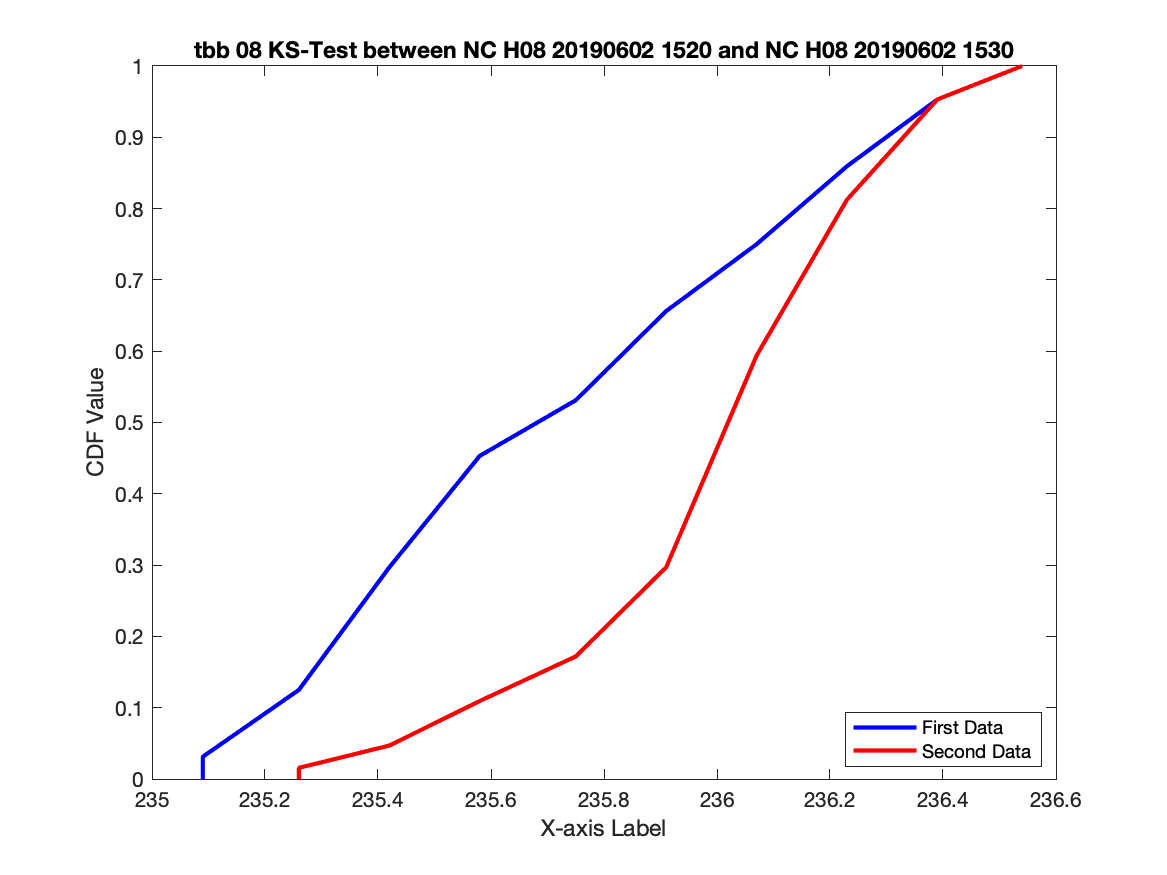 tbb 08 KS-Test between NC H08 20190602 1520 and NC H08 20190602 1530
1
0.9
0.8
0.7
0.6
0.5
0.4
0.3
0.2
0.1
0
CDF Value
235 235.2 235.4 235.6 235.8 236 236.2 236.4 236.6
X-axis Label
First Data
Second Data